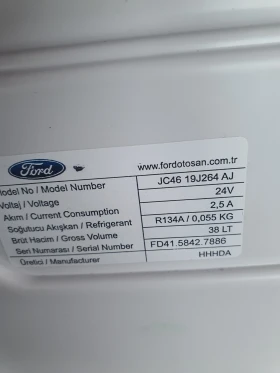 Ford
www.fordotosan.com.tr
Model No / Model Number JC46 19J264 AJ
Voltaj / Voltage 24V
Akım / Current Consumption 2,5 A
Soğutucu Akışkan / Refrigerant R134A / 0,055 KG
Brüt Hacim / Gross Volume 38 LT
Seri Numarası / Serial Number FD41.5842.7886
Üretici / Manufacturer HHHDA